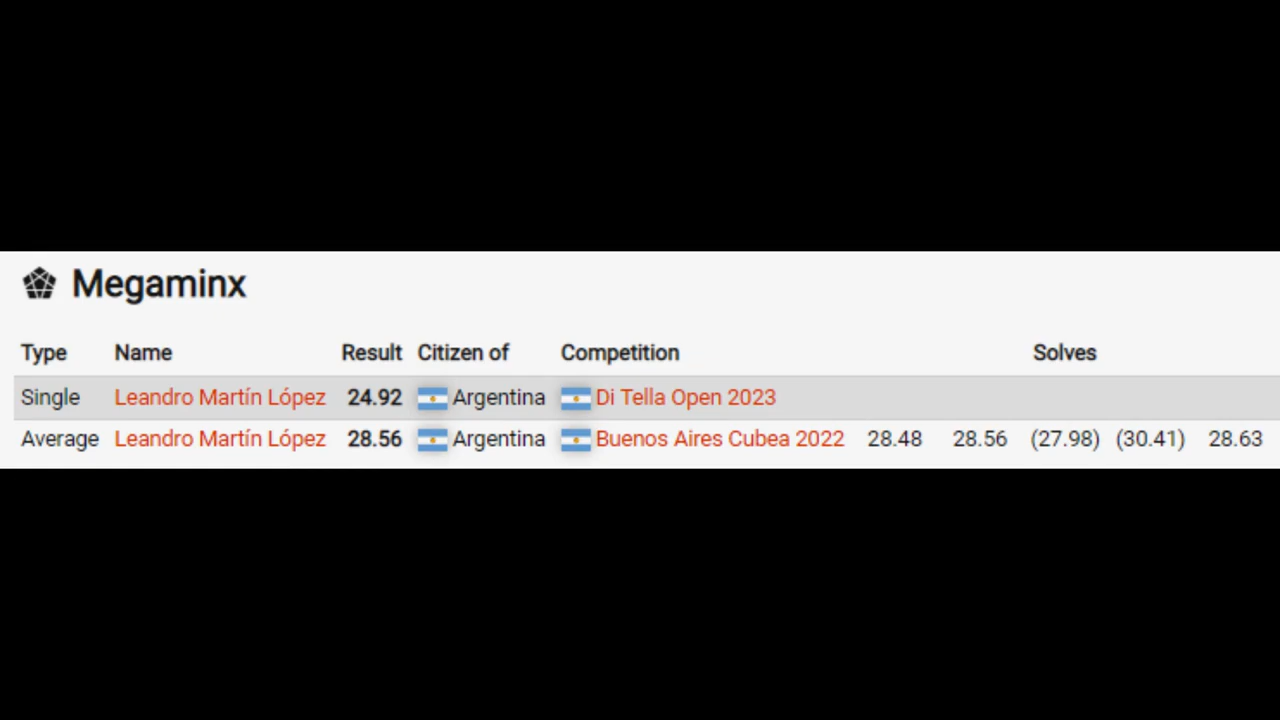 Megaminx
Type Name Result Citizen of Competition Solves
Single Leandro Martín López 24.92 Argentina Di Tella Open 2023
Average Leandro Martín López 28.56 Argentina Buenos Aires Cubea 2022 28.48 28.56 (27.98) (30.41) 28.63